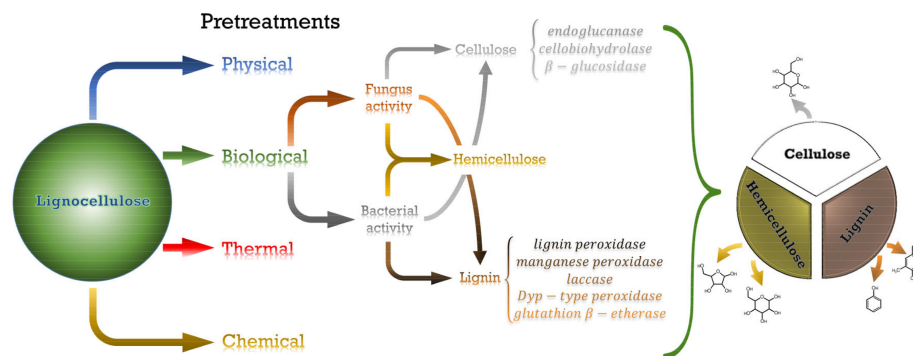 Pretreatments
Physical
Biological
Thermal
Chemical
Lignocellulose
Fungus
activity
Bacterial
activity
Cellulose
Hemicellulose
Lignin
endoglucanase
cellobiohydrolase
β − glucosidase
lignin peroxidase
manganese peroxidase
laccase
Dyp − type peroxidase
glutathion β − etherase
Cellulose
Hemicellulose
Lignin